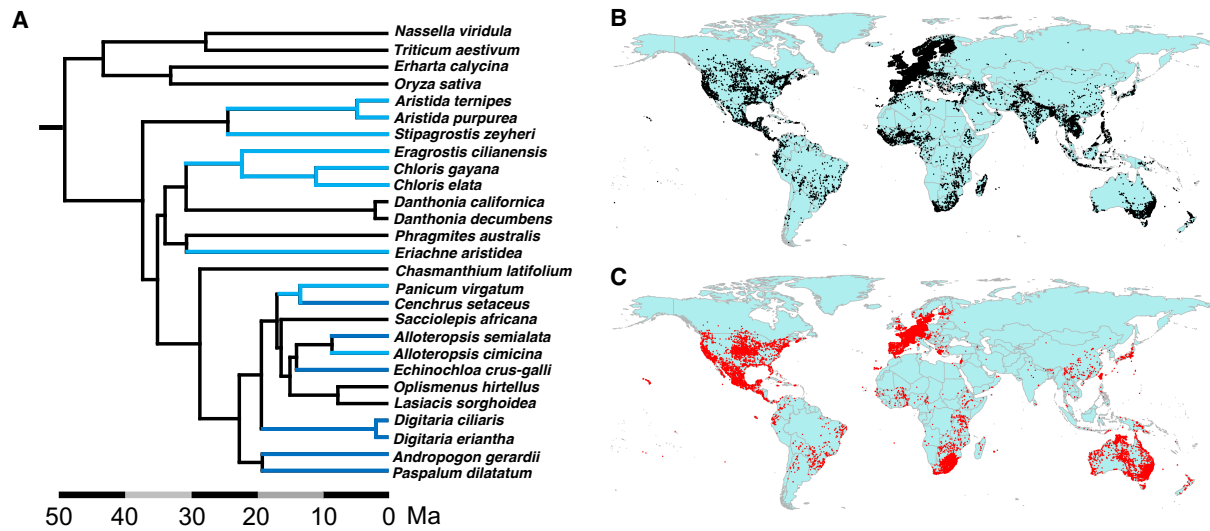 A
Nassella viridula
Triticum aestivum
Erharta calycina
Oryza sativa
Aristida ternipes
Aristida purpurea
Stipagrostis zeyheri
Eragrostis cilianensis
Chloris gayana
Chloris elata
Danthonia californica
Danthonia decumbens
Phragmites australis
Eriachne aristidea
Chasmanthium latifolium
Panicum virgatum
Cenchrus setaceus
Sacciolepis africana
Alloteropsis semialata
Alloteropsis cimicina
Echinochloa crus-galli
Oplismenus hirtellus
Lasiacis sorghoidea
Digitaria ciliaris
Digitaria eriantha
Andropogon gerardii
Paspalum dilatatum
50 40 30 20 10 0 Ma
B
C